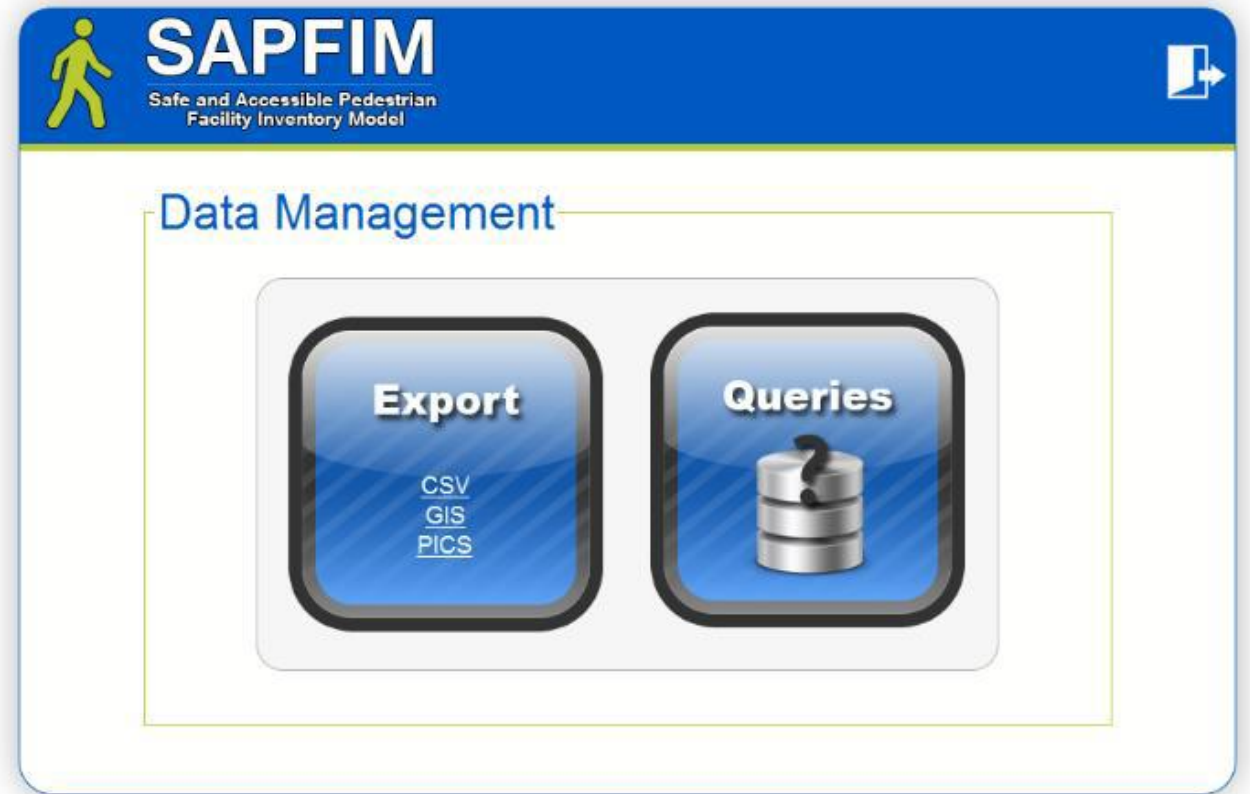 SAPFIM
Safe and Accessible Pedestrian
Facility Inventory Model
Data Management
Export
CSV
GIS
PICS
Queries
?